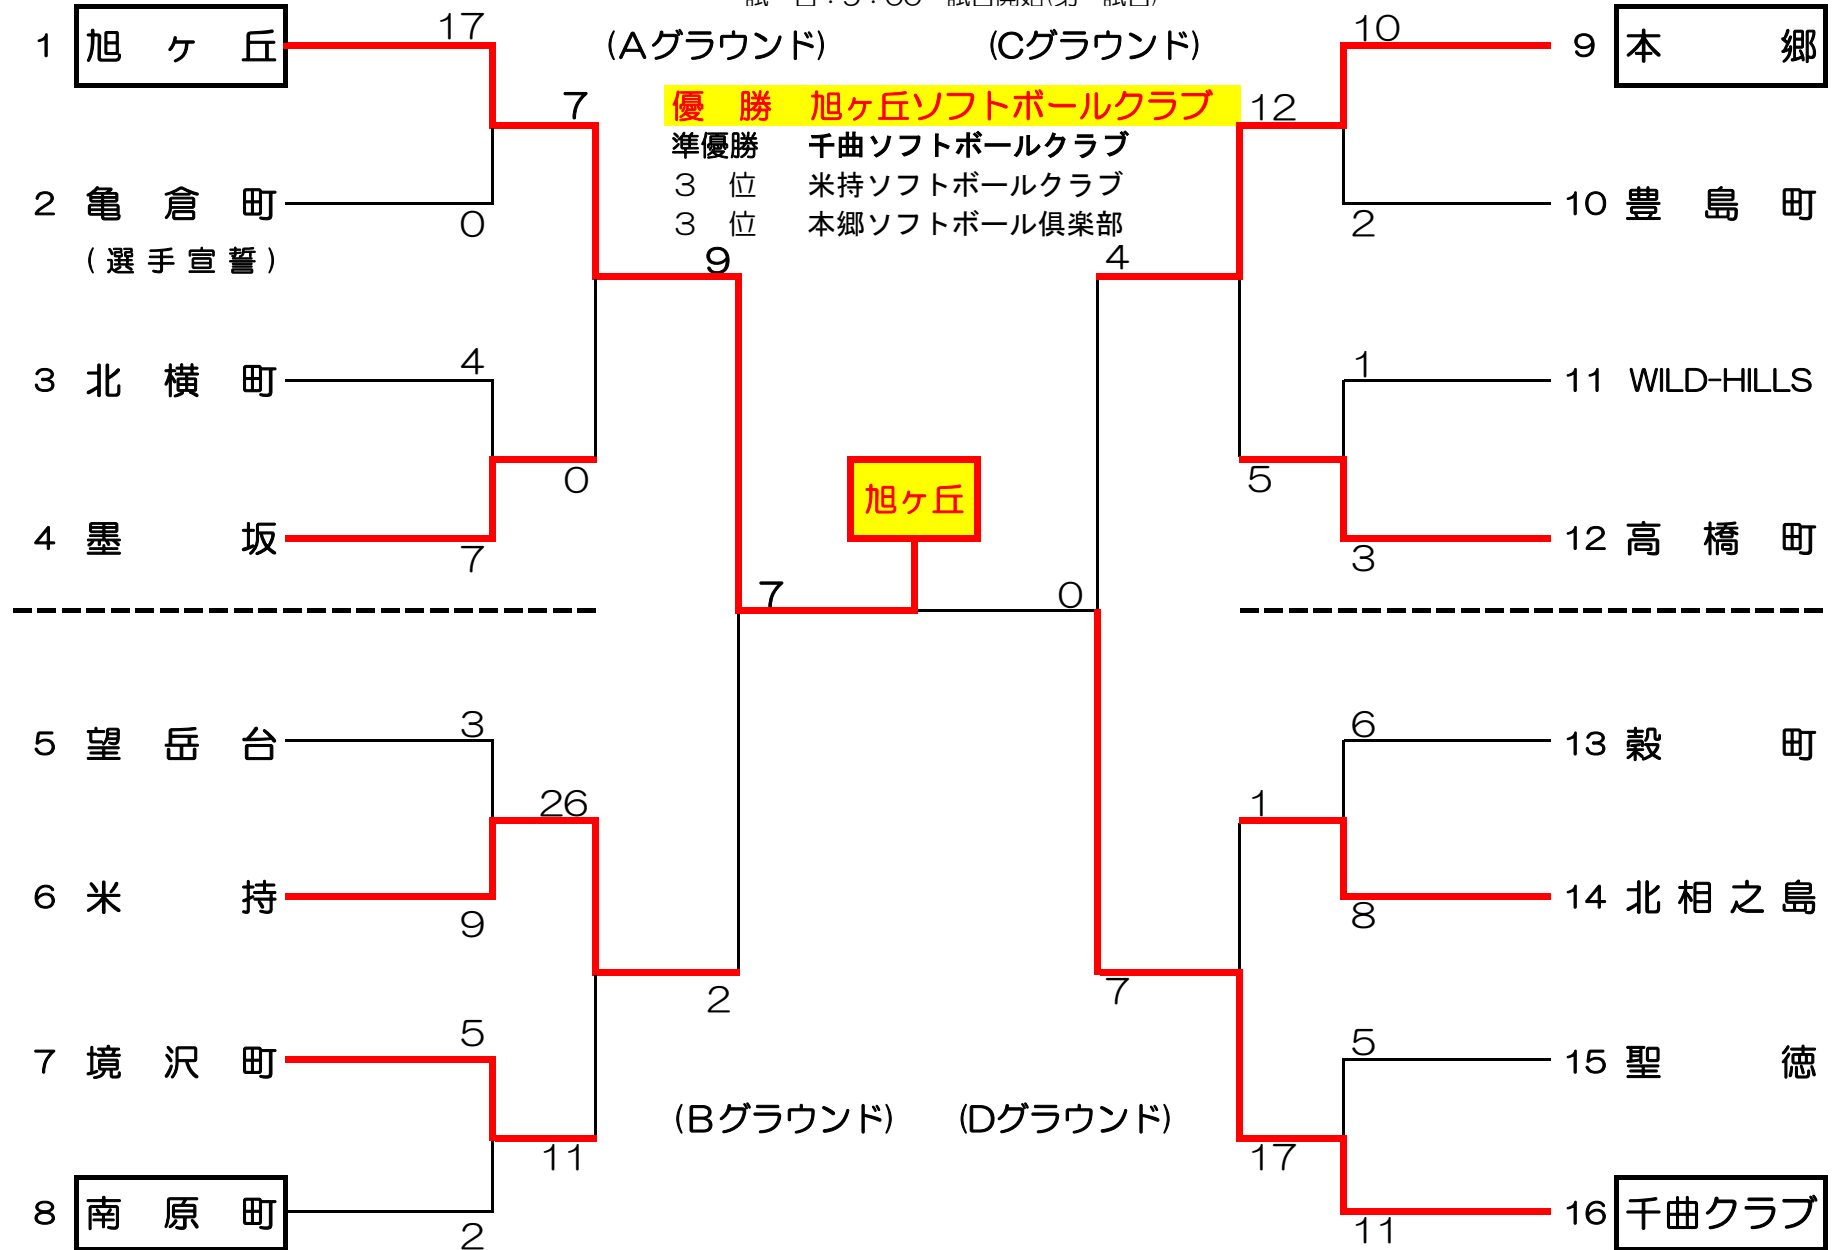 17 (Aグラウンド) (Cグラウンド) 10
1 旭ヶ丘 9 本郷
7 優勝 旭ヶ丘ソフトボールクラブ 12
準優勝 千曲ソフトボールクラブ
3位 米持ソフトボールクラブ
2 亀倉町 10 豊島町
0 3位 本郷ソフトボール倶楽部 2
(選手宣誓) 9 4
4 1
3 北横町 11 WILD-HILLS
0 5
旭ヶ丘
4 墨坂 12 高橋町
7 3
7 0
3 6
5 望岳台 13 穀町
26 1
6 米持 14 北相之島
9 8
2 7
5 5
7 境沢町 15 聖徳
(Bグラウンド) (Dグラウンド)
11 17
8 南原町 16 千曲クラブ
2 11